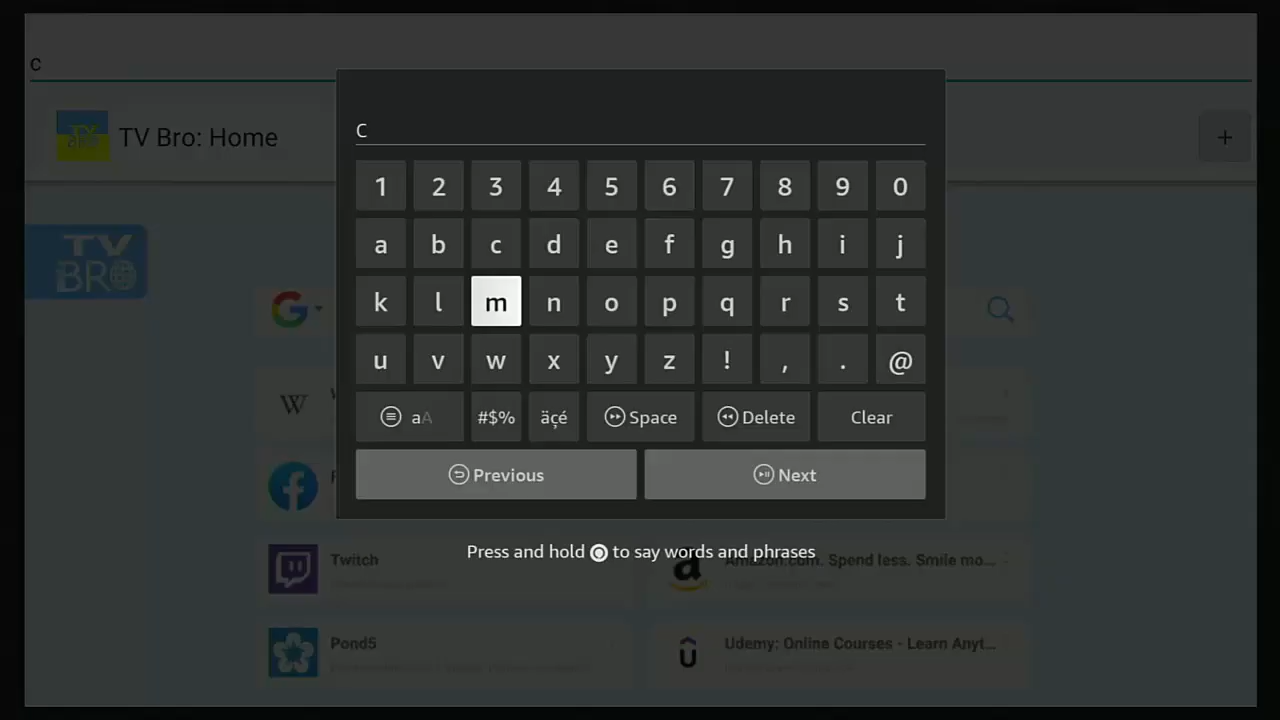 C
TV Bro: Home
+
TV
BRO
C
1 2 3 4 5 6 7 8 9 0
a b c d e f g h i j
k l m n o p q r s t
u v w x y z ! , . @
aA #$% äçé Space Delete Clear
Previous Next
Press and hold to say words and phrases
Twitch
Amazon.com. Spend less. Smile mo...
Pond5
Udemy: Online Courses - Learn Anyt...